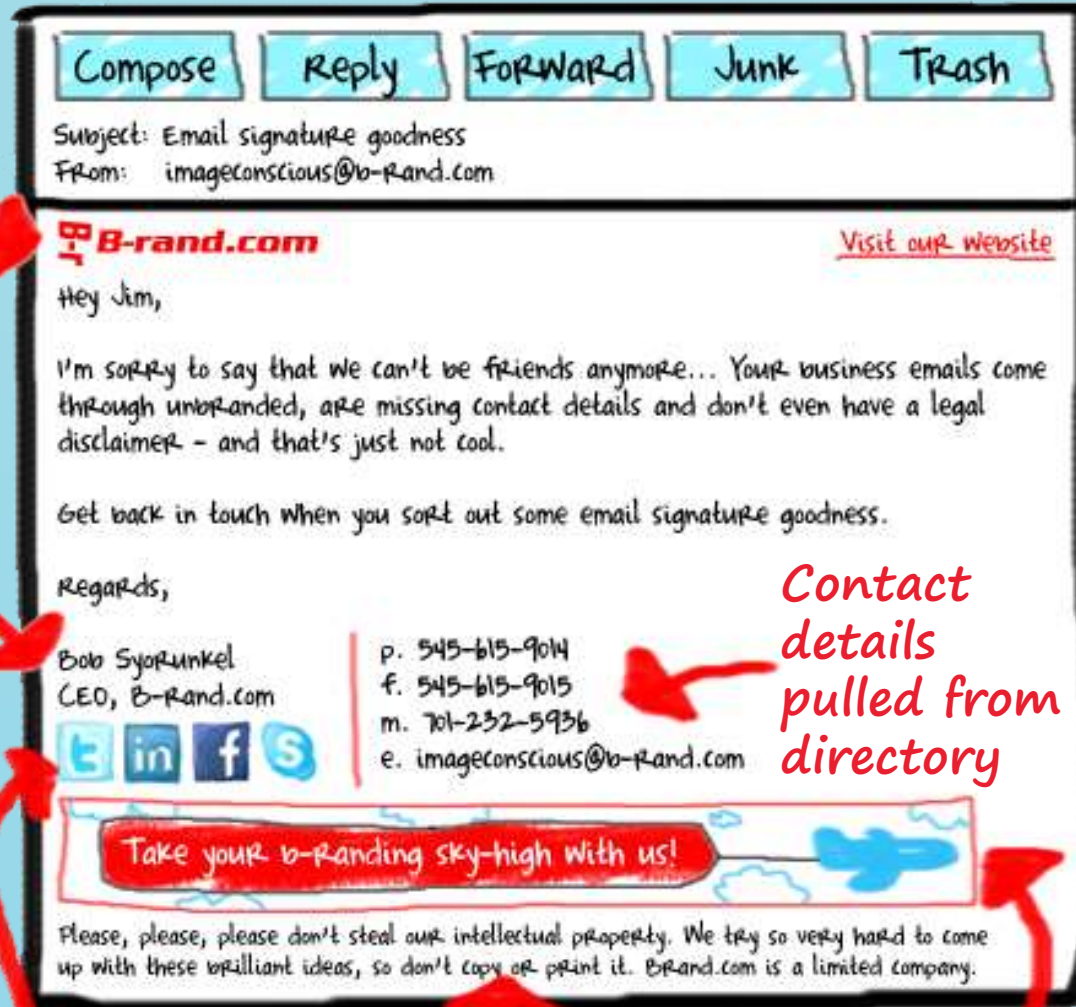 Compose Reply Forward Junk Trash
Subject: Email signature goodness
From: imageconscious@b-rand.com
B-rand.com
Visit our website
Hey Jim,
I'm sorry to say that we can't be friends anymore... Your business emails come
through unbranded, are missing contact details and don't even have a legal
disclaimer - and that's just not cool.
Get back in touch when you sort out some email signature goodness.
Regards,
Bob Syorunkel
CEO, B-Rand.com
p. 545-615-9014
f. 545-615-9015
m. 701-232-5936
e. imageconscious@b-rand.com
Contact
details
pulled from
directory
Take your b-randing sky-high with us!
Please, please, please don't steal our intellectual property. We try so very hard to come
up with these brilliant ideas, so don't copy or print it. BRand.com is a limited company.